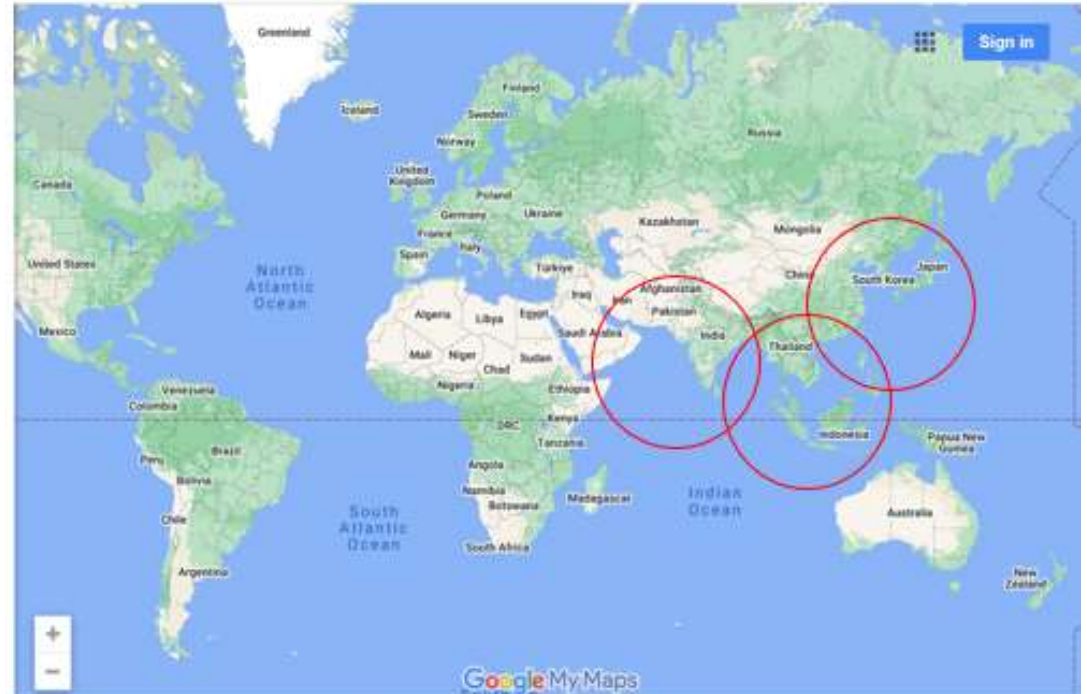 Greenland
Sign in
Iceland
Finland
Sweden
Norway
Russia
United
Kingdom
Canada
Poland
Germany
Ukraine
France
Kazakhstan
Mongolia
Italy
Spain
Türkiye
United States
North
Atlantic
Ocean
China
Japan
South Korea
Afghanistan
Iraq
Iran
Pakistan
Algeria
Libya
Egypt
Mexico
Saudi Arabia
India
Thailand
Mali
Niger
Sudan
Chad
Nigeria
Ethiopia
Venezuela
Colombia
Kenya
DRC
Indonesia
Papua New
Guinea
Tanzania
Brazil
Peru
Angola
Bolivia
Namibia
Botswana
Madagascar
Indian
Ocean
South
Atlantic
Ocean
Chile
Australia
South Africa
Argentina
New
Zealand
+
−
Google My Maps